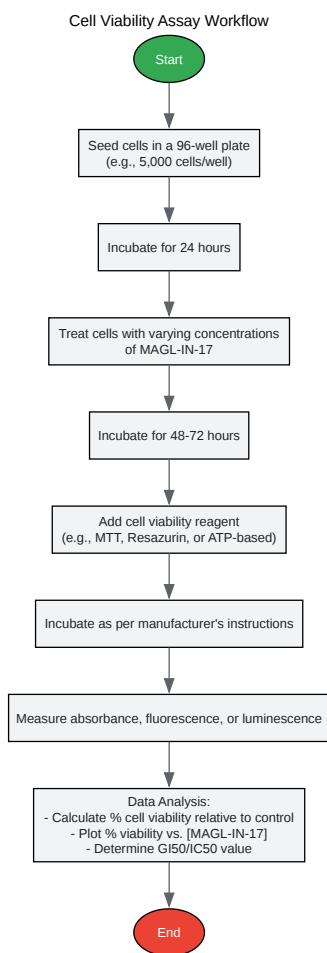 Cell Viability Assay Workflow
Start
Seed cells in a 96-well plate
(e.g., 5,000 cells/well)
Incubate for 24 hours
Treat cells with varying concentrations
of MAGL-IN-17
Incubate for 48-72 hours
Add cell viability reagent
(e.g., MTT, Resazurin, or ATP-based)
Incubate as per manufacturer's instructions
Measure absorbance, fluorescence, or luminescence
Data Analysis:
- Calculate % cell viability relative to control
- Plot % viability vs. [MAGL-IN-17]
- Determine GI50/IC50 value
End